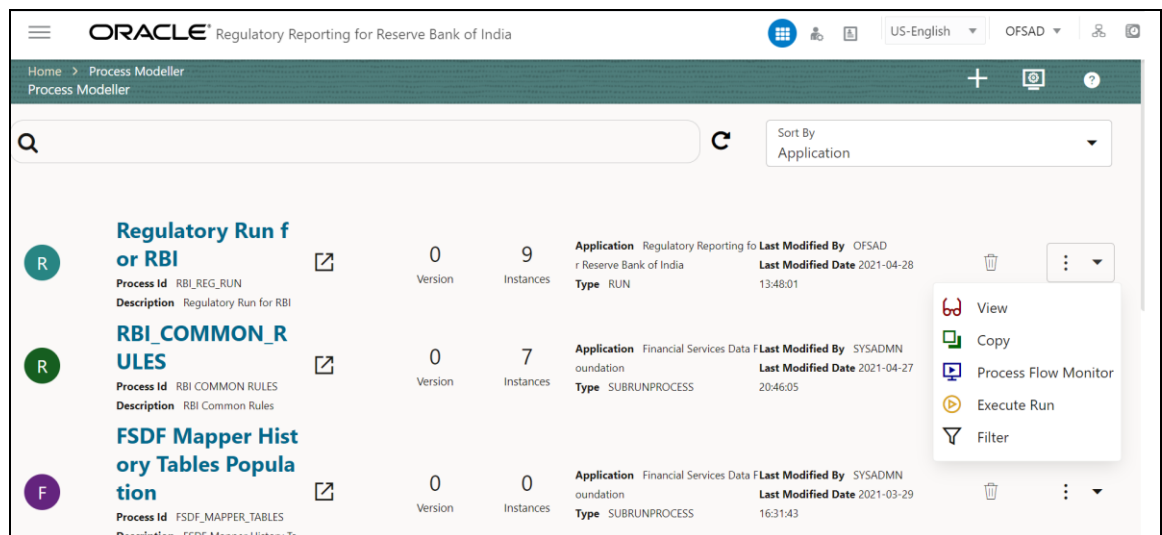 ORACLE® Regulatory Reporting for Reserve Bank of India
US-English
OFSAD
Home > Process Modeller
Process Modeller
Sort By
Application
R
Regulatory Run f
or RBI
Process Id RBI_REG_RUN
Description Regulatory Run for RBI
0
Version
9
Instances
Application Regulatory Reporting fo
r Reserve Bank of India
Type RUN
Last Modified By OFSAD
Last Modified Date 2021-04-28
13:48:01
View
Copy
Process Flow Monitor
Execute Run
Filter
R
RBI_COMMON_R
ULES
Process Id RBI COMMON RULES
Description RBI Common Rules
0
Version
7
Instances
Application Financial Services Data F
oundation
Type SUBRUNPROCESS
Last Modified By SYSADMN
Last Modified Date 2021-04-27
20:46:05
F
FSDF Mapper Hist
ory Tables Popula
tion
Process Id FSDF_MAPPER_TABLES
Description FSDF Mapper History Ta
0
Version
0
Instances
Application Financial Services Data F
oundation
Type SUBRUNPROCESS
Last Modified By SYSADMN
Last Modified Date 2021-03-29
16:31:43